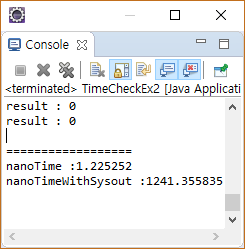 Console
<terminated> TimeCheckEx2 [Java Applicati
result : 0
result : 0
==================
nanoTime :1.225252
nanoTimeWithSysout :1241.355835